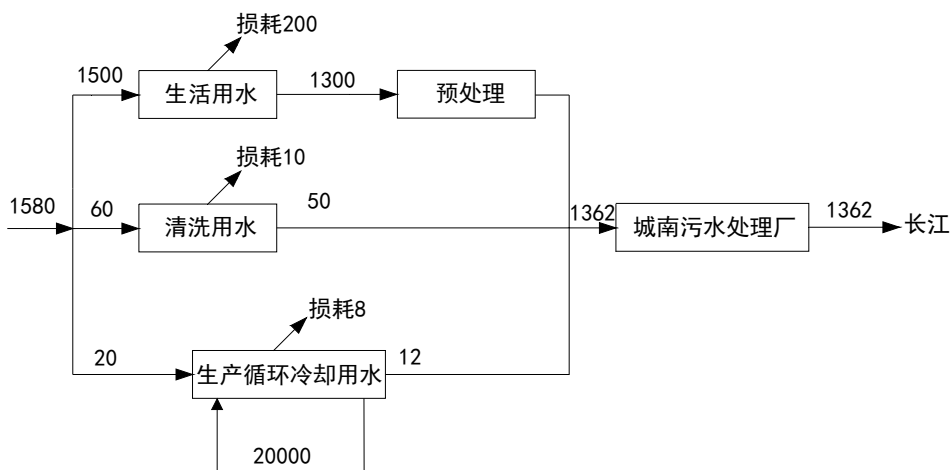 损耗200
1500
生活用水
1300
预处理
损耗10
1580
60
清洗用水
50
1362
城南污水处理厂
1362
长江
损耗8
20
生产循环冷却用水
12
20000